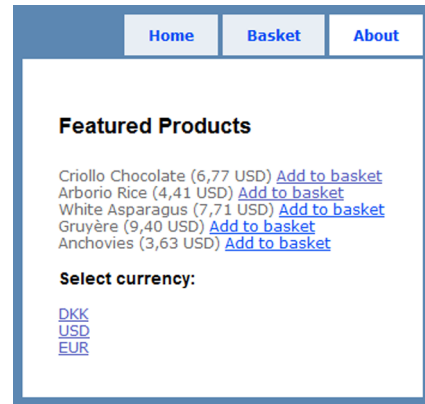 Home Basket About
Featured Products
Criollo Chocolate (6,77 USD) Add to basket
Arborio Rice (4,41 USD) Add to basket
White Asparagus (7,71 USD) Add to basket
Gruyère (9,40 USD) Add to basket
Anchovies (3,63 USD) Add to basket
Select currency:
DKK
USD
EUR